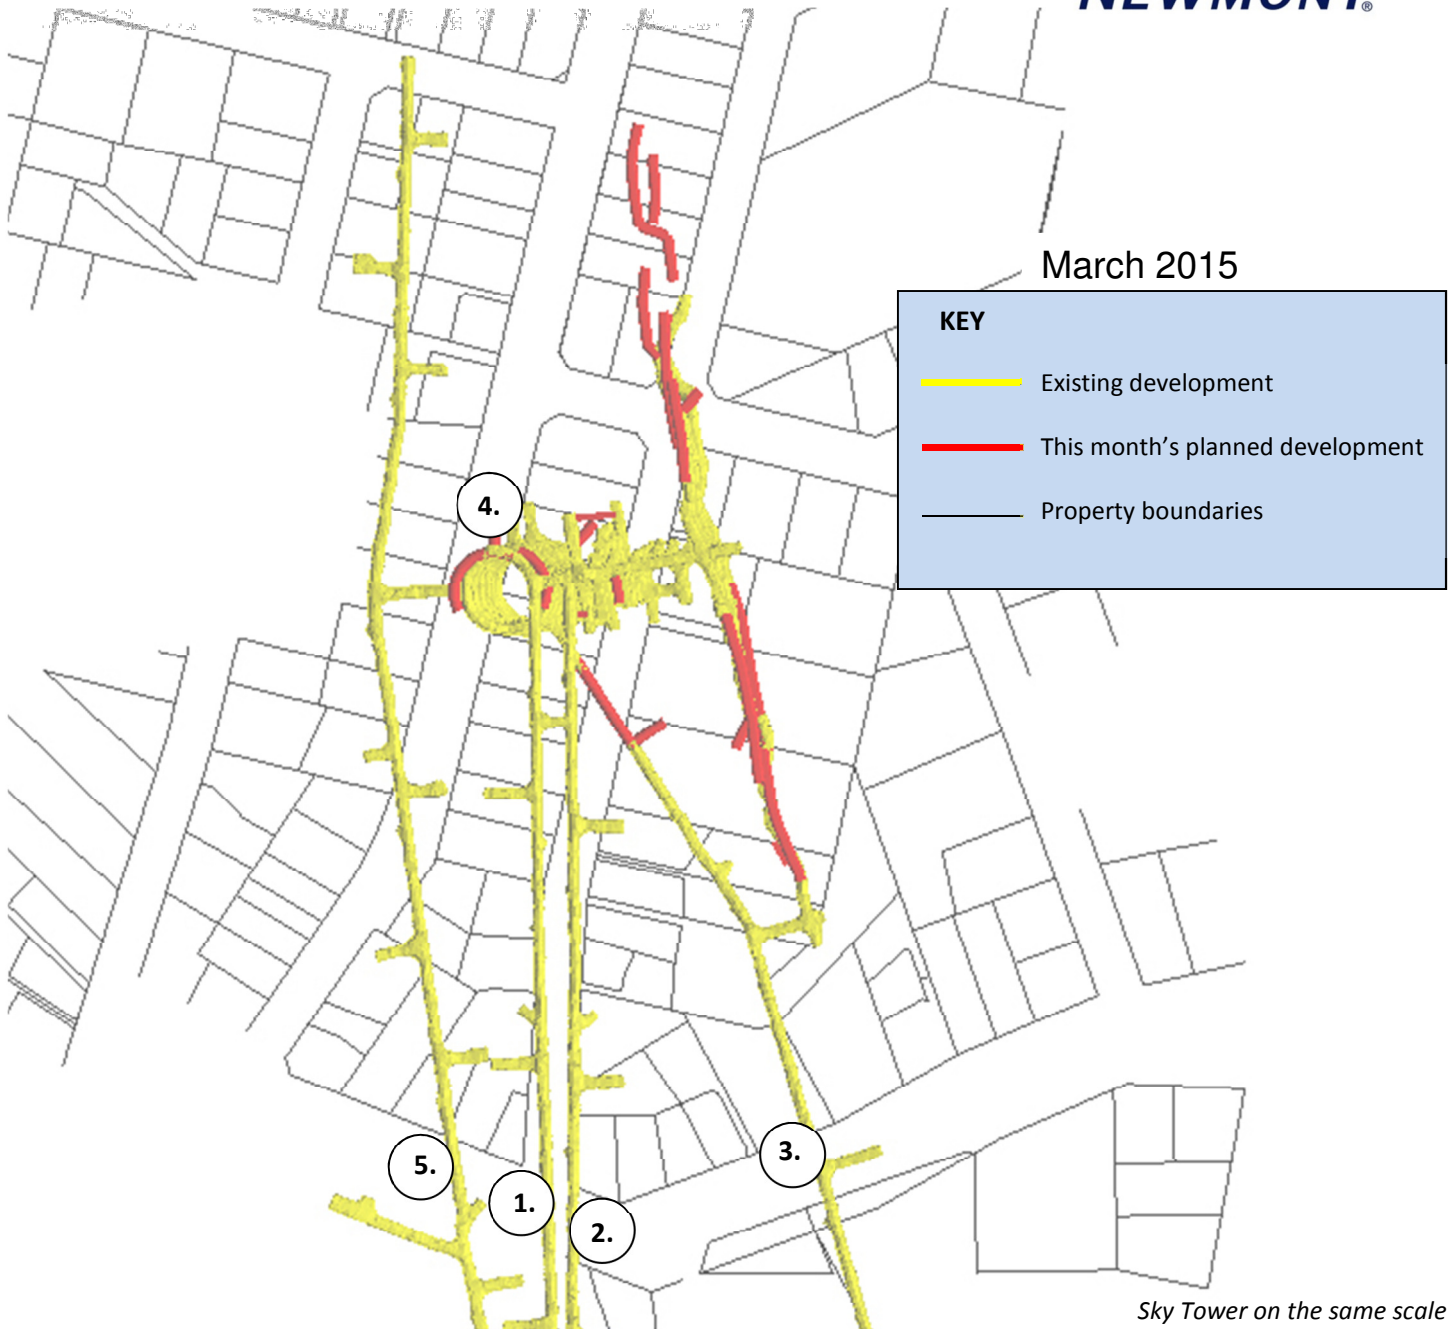 NEWMONT®
March 2015
KEY
Existing development
This month's planned development
Property boundaries
4.
3.
5.
1.
2.
Sky Tower on the same scale